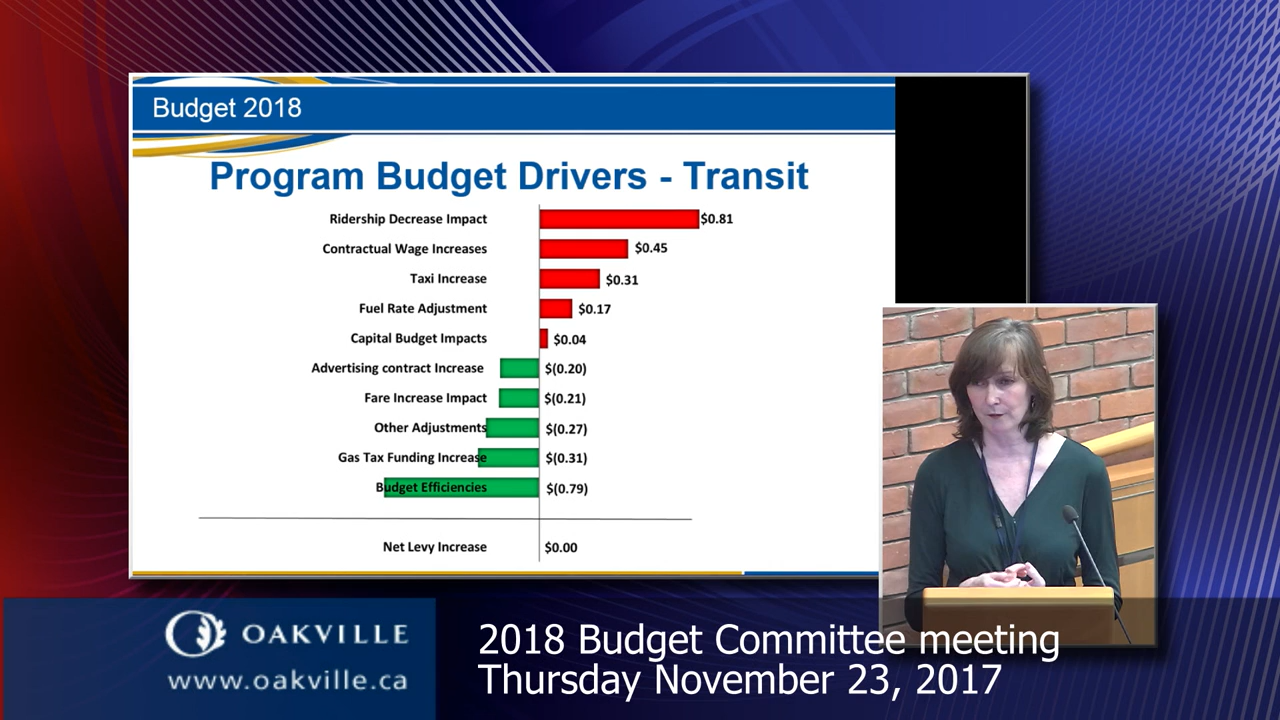 Budget 2018
Program Budget Drivers - Transit
Ridership Decrease Impact $0.81
Contractual Wage Increases $0.45
Taxi Increase $0.31
Fuel Rate Adjustment $0.17
Capital Budget Impacts $0.04
Advertising contract Increase $(0.20)
Fare Increase Impact $(0.21)
Other Adjustments $(0.27)
Gas Tax Funding Increase $(0.31)
Budget Efficiencies $(0.79)
Net Levy Increase $0.00
OAKVILLE
www.oakville.ca
2018 Budget Committee meeting
Thursday November 23, 2017